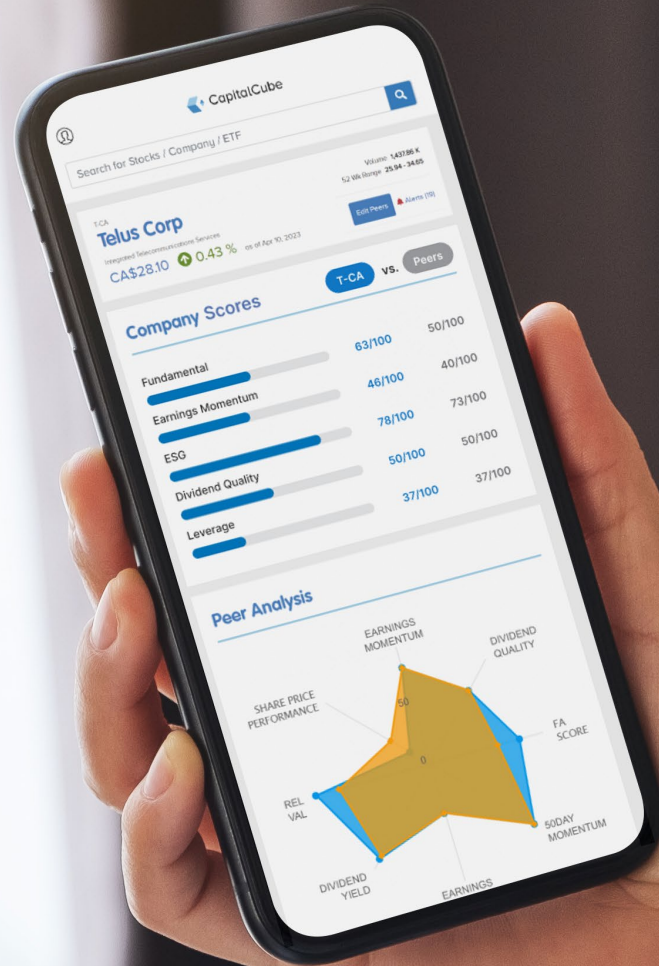 CapitalCube
Search for Stocks / Company / ETF
T-CA
Telus Corp
Integrated Telecommunications Services
CA$28.10 0.43 % as of Apr 10, 2023
Volume 1,437.86 K
52 Wk Range 25.94 - 34.65
Edit Peers Alerts (19)
Company Scores T-CA vs. Peers
Fundamental 63/100 50/100
Earnings Momentum 46/100 40/100
ESG 78/100 73/100
Dividend Quality 50/100 50/100
Leverage 37/100 37/100
Peer Analysis
EARNINGS
MOMENTUM
DIVIDEND
QUALITY
FA
SCORE
50DAY
MOMENTUM
EARNINGS
DIVIDEND
YIELD
REL
VAL
SHARE PRICE
PERFORMANCE
50
0